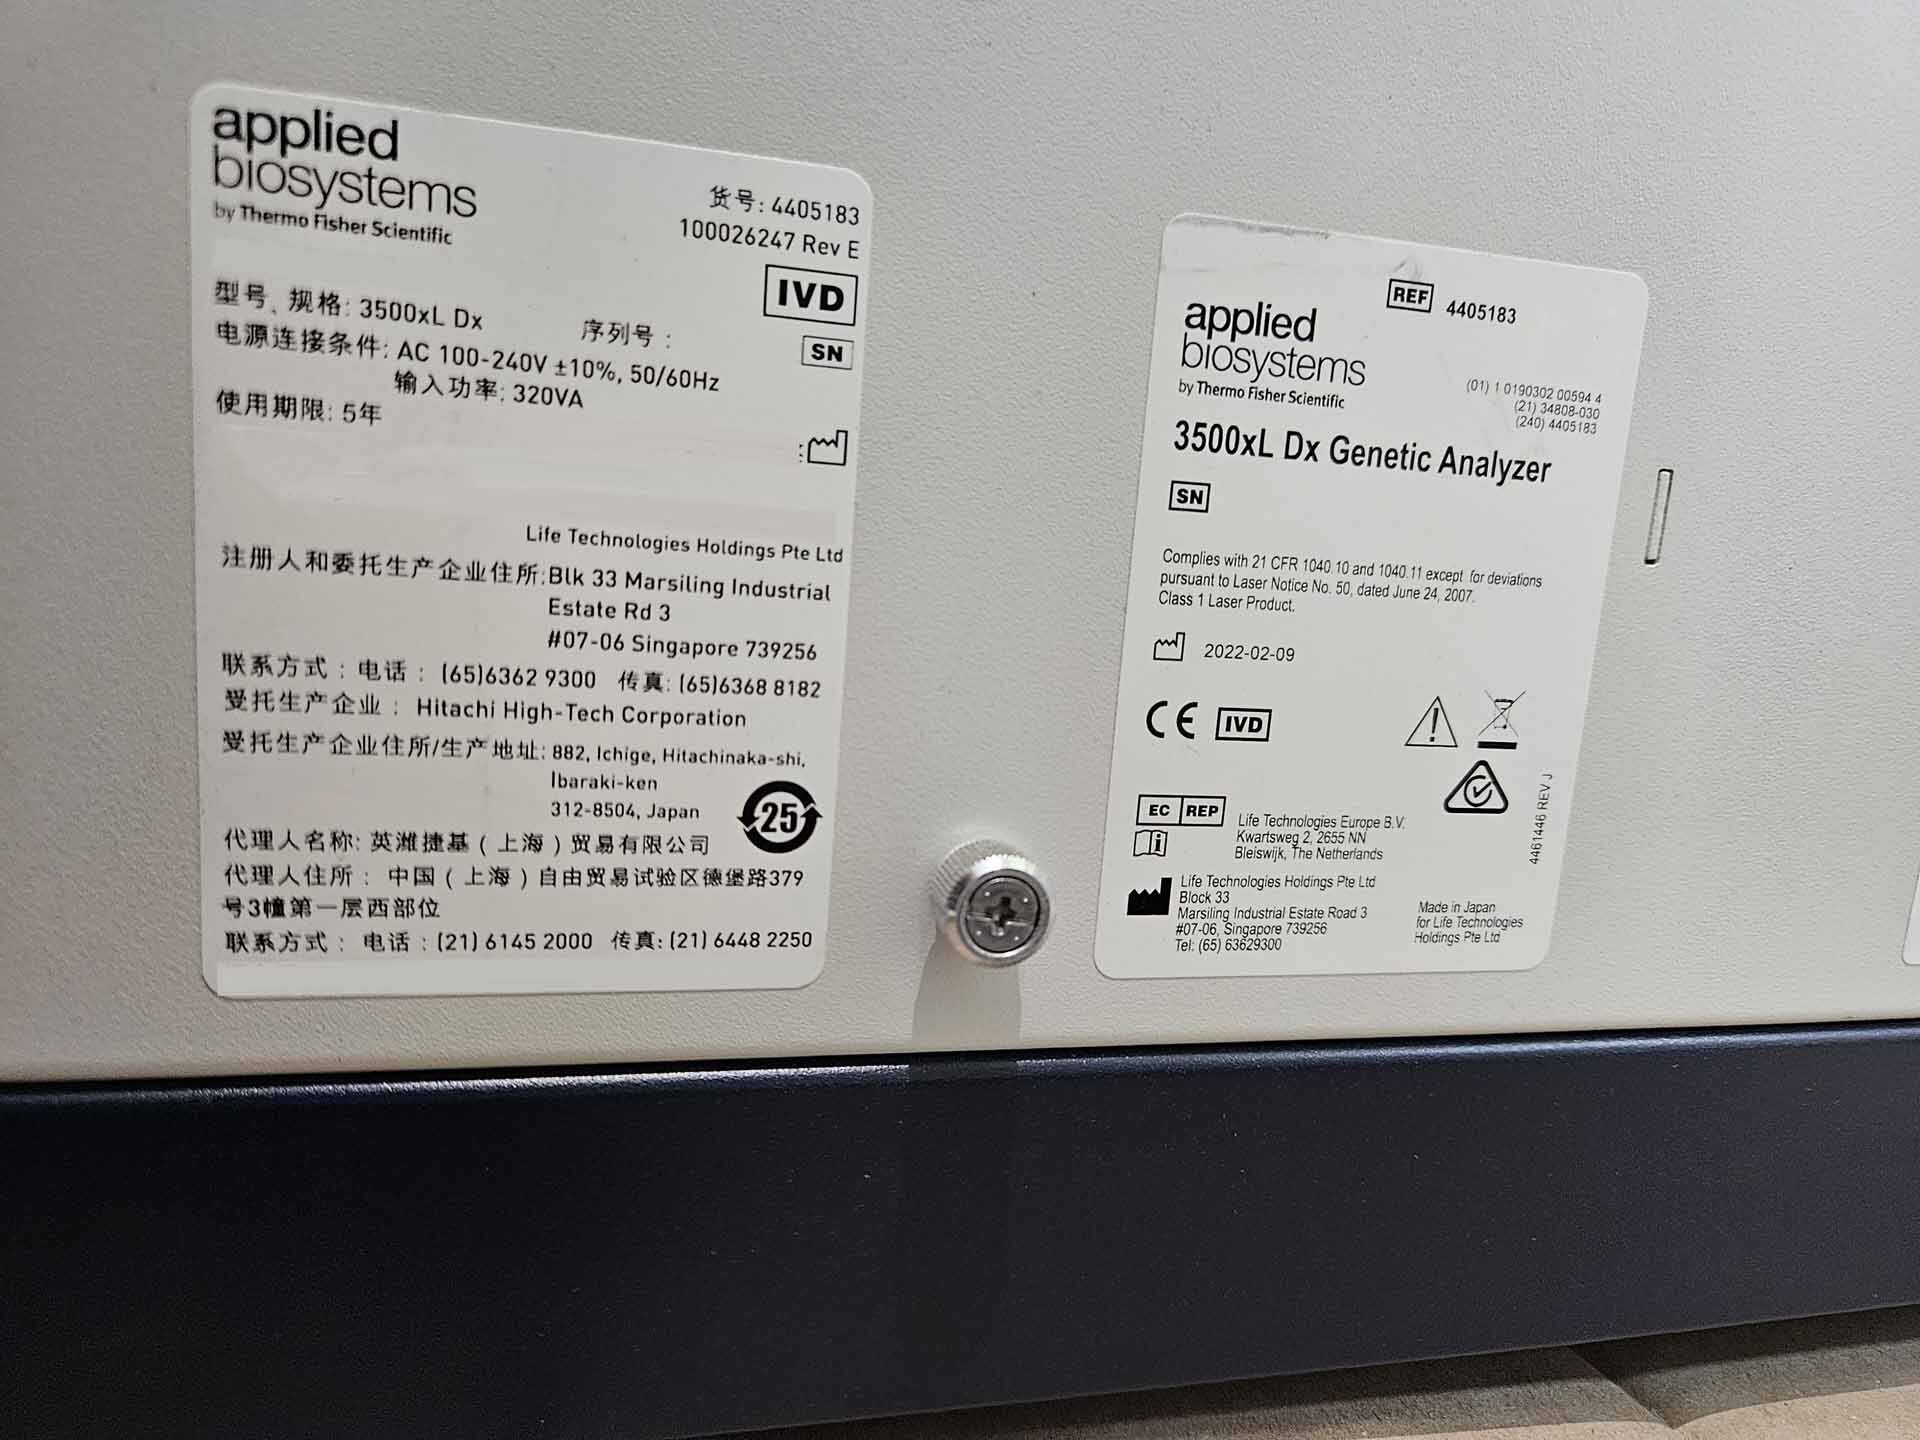 applied
biosystems
by Thermo Fisher Scientific
货号: 4405183
100026247 Rev E
IVD
型号、规格: 3500xL Dx
序列号:
SN
电源连接条件: AC 100-240V ±10%, 50/60Hz
输入功率: 320VA
使用期限: 5年
:
Life Technologies Holdings Pte Ltd
注册人和委托生产企业住所: Blk 33 Marsiling Industrial
Estate Rd 3
#07-06 Singapore 739256
联系方式: 电话: (65)6362 9300 传真: (65)6368 8182
受托生产企业: Hitachi High-Tech Corporation
受托生产企业住所/生产地址: 882, Ichige, Hitachinaka-shi,
Ibaraki-ken
312-8504, Japan
25
代理人名称: 英潍捷基(上海)贸易有限公司
代理人住所: 中国(上海)自由贸易试验区德堡路379
号3幢第一层西部位
联系方式: 电话: (21) 6145 2000 传真: (21) 6448 2250
REF 4405183
applied
biosystems
by Thermo Fisher Scientific
(01) 1 0190302 00594 4
(21) 34808-030
(240) 4405183
3500xL Dx Genetic Analyzer
SN
Complies with 21 CFR 1040.10 and 1040.11 except for deviations
pursuant to Laser Notice No. 50, dated June 24, 2007.
Class 1 Laser Product.
2022-02-09
CE IVD
EC REP
Life Technologies Europe B.V.
Kwartsweg 2, 2655 NN
Bleiswijk, The Netherlands
i
Life Technologies Holdings Pte Ltd
Block 33
Marsiling Industrial Estate Road 3
#07-06, Singapore 739256
Tel: (65) 63629300
Made in Japan
for Life Technologies
Holdings Pte Ltd
4461446 REV J